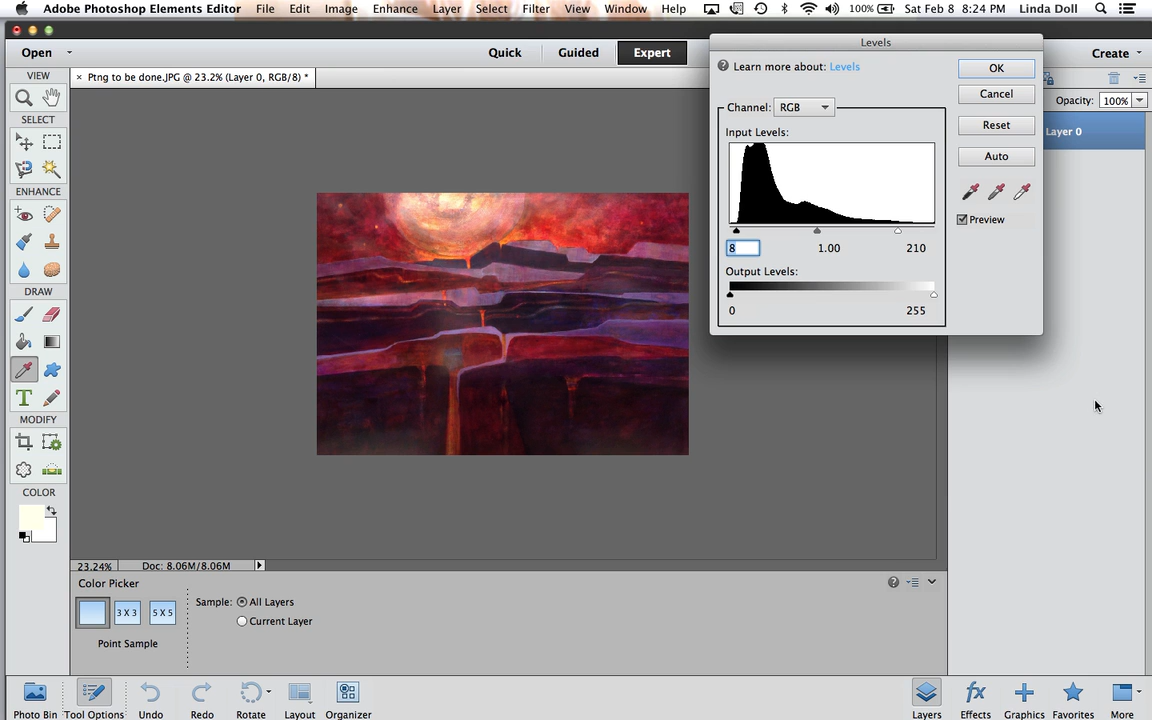 Adobe Photoshop Elements Editor File Edit Image Enhance Layer Select Filter View Window Help 100% Sat Feb 8 8:24 PM Linda Doll
Open Quick Guided Expert Create
Ptng to be done.JPG @ 23.2% (Layer 0, RGB/8) *
Opacity: 100%
Layer 0
VIEW
SELECT
ENHANCE
DRAW
MODIFY
COLOR
Levels
Learn more about: Levels
Channel: RGB
Input Levels:
8 1.00 210
Output Levels:
0 255
OK
Cancel
Reset
Auto
Preview
23.24% Doc: 8.06M/8.06M
Color Picker
3 X 3 5 X 5
Point Sample
Sample: All Layers
Current Layer
Photo Bin Tool Options Undo Redo Rotate Layout Organizer Layers Effects Graphics Favorites More